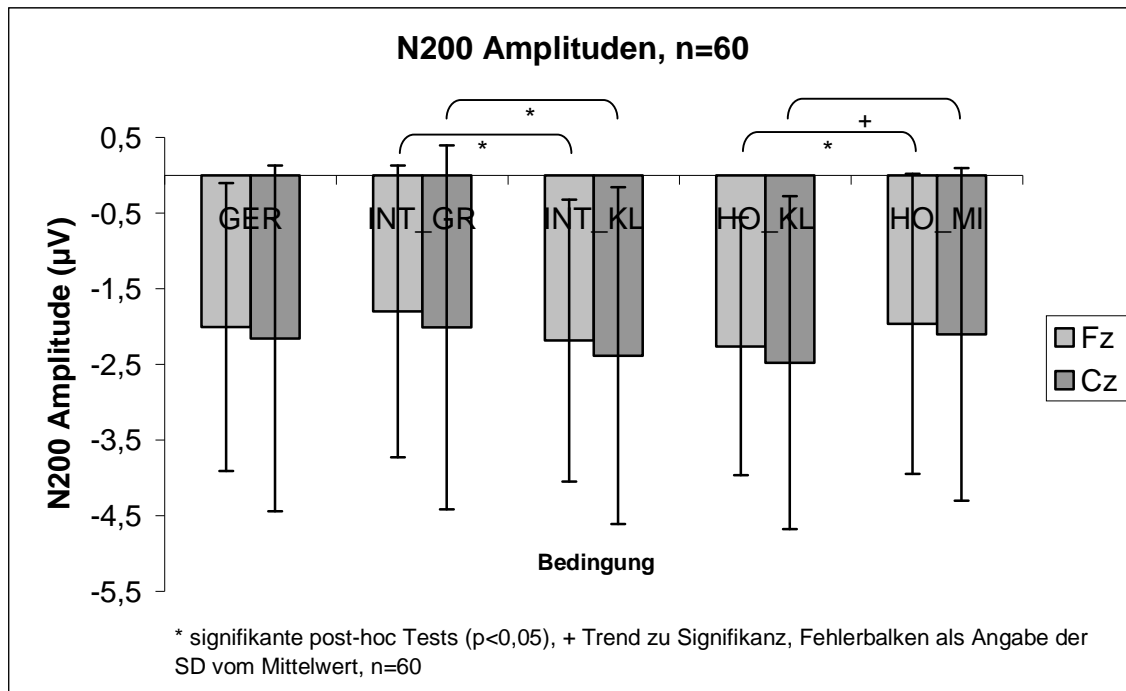 N200 Amplituden, n=60
*
+
*
*
0,5
-0,5
-1,5
-2,5
-3,5
-4,5
-5,5
N200 Amplitude (µV)
GER
INT_GR
INT_KL
HO_KL
HO_MI
Fz
Cz
Bedingung
* signifikante post-hoc Tests (p<0,05), + Trend zu Signifikanz, Fehlerbalken als Angabe der
SD vom Mittelwert, n=60